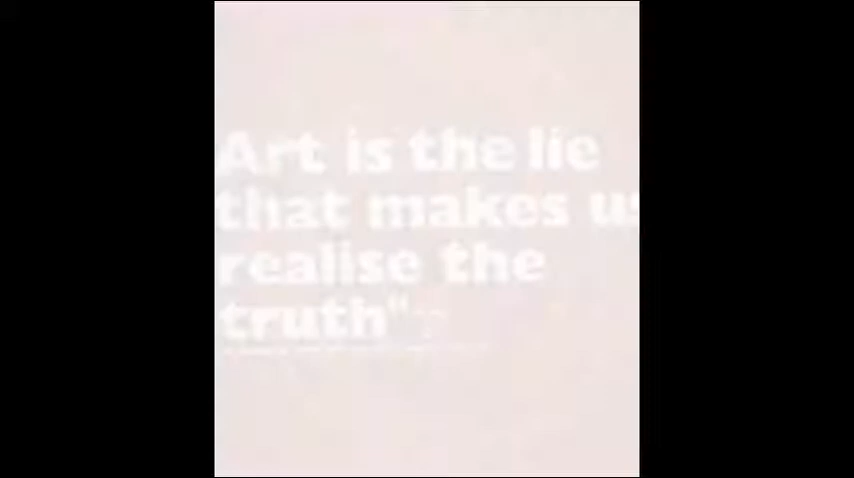 Art is the lie
that makes us
realise the
truth"